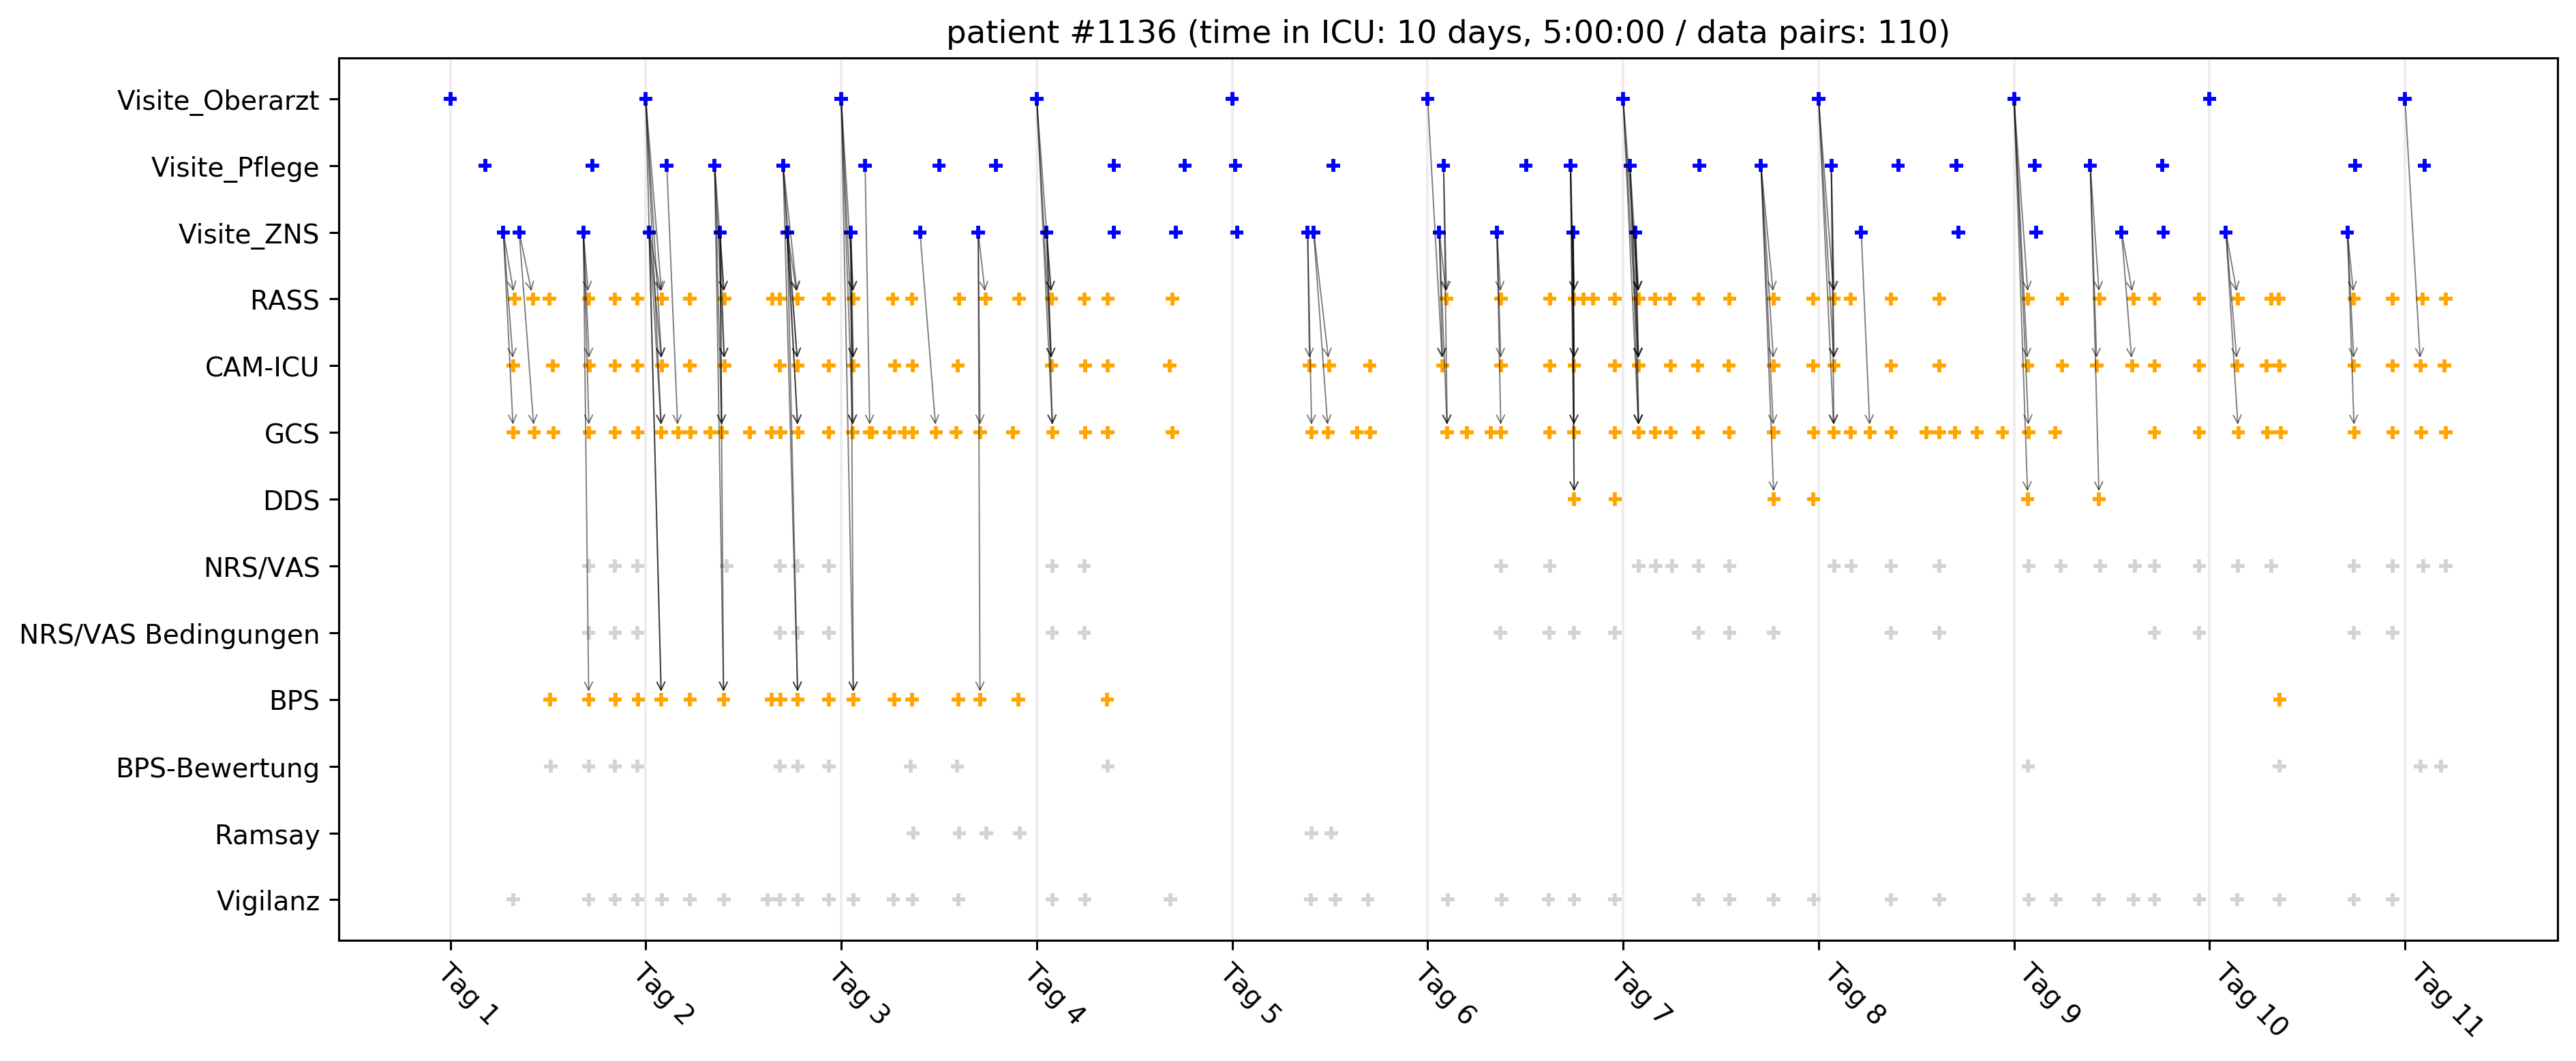 patient #1136 (time in ICU: 10 days, 5:00:00 / data pairs: 110)
Visite_Oberarzt
Visite_Pflege
Visite_ZNS
RASS
CAM-ICU
GCS
DDS
NRS/VAS
NRS/VAS Bedingungen
BPS
BPS-Bewertung
Ramsay
Vigilanz
Tag 1
Tag 2
Tag 3
Tag 4
Tag 5
Tag 6
Tag 7
Tag 8
Tag 9
Tag 10
Tag 11